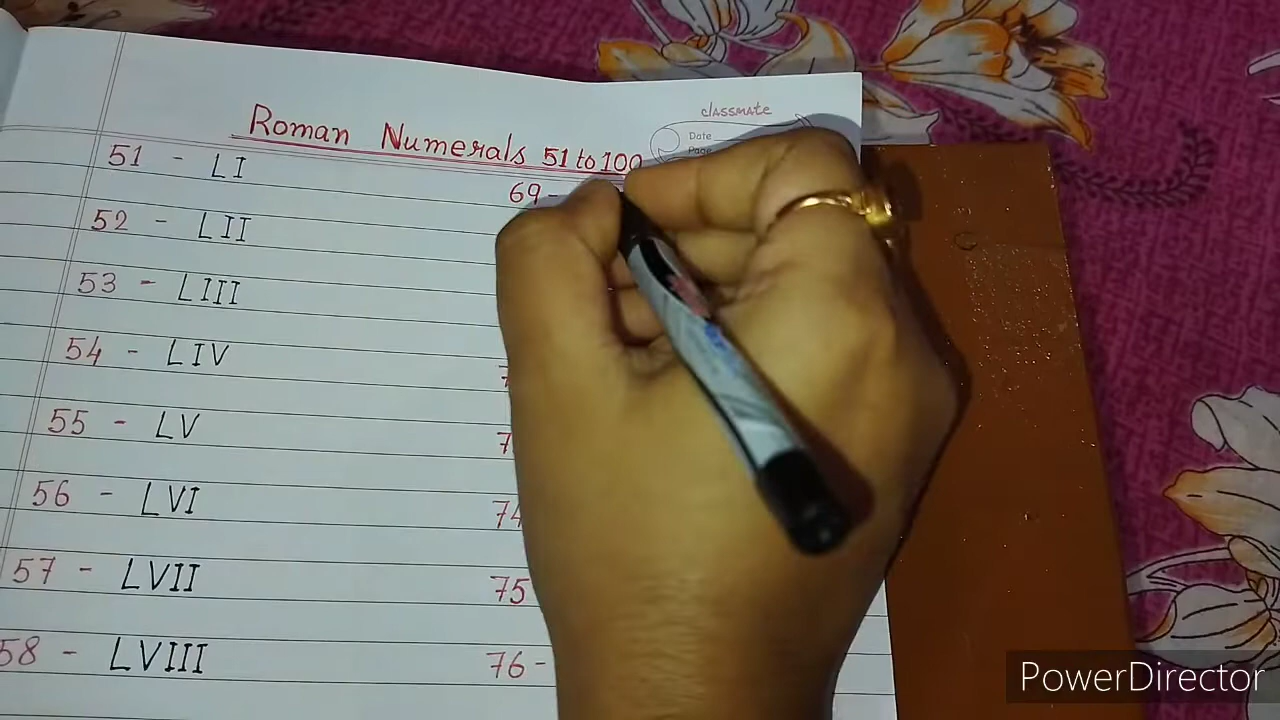 classmate
Date
Roman Numerals 51 to 100
51 - LI
52 - LII
53 - LIII
54 - LIV
55 - LV
56 - LVI
57 - LVII
58 - LVIII
69 -
74
75
76 -
PowerDirector